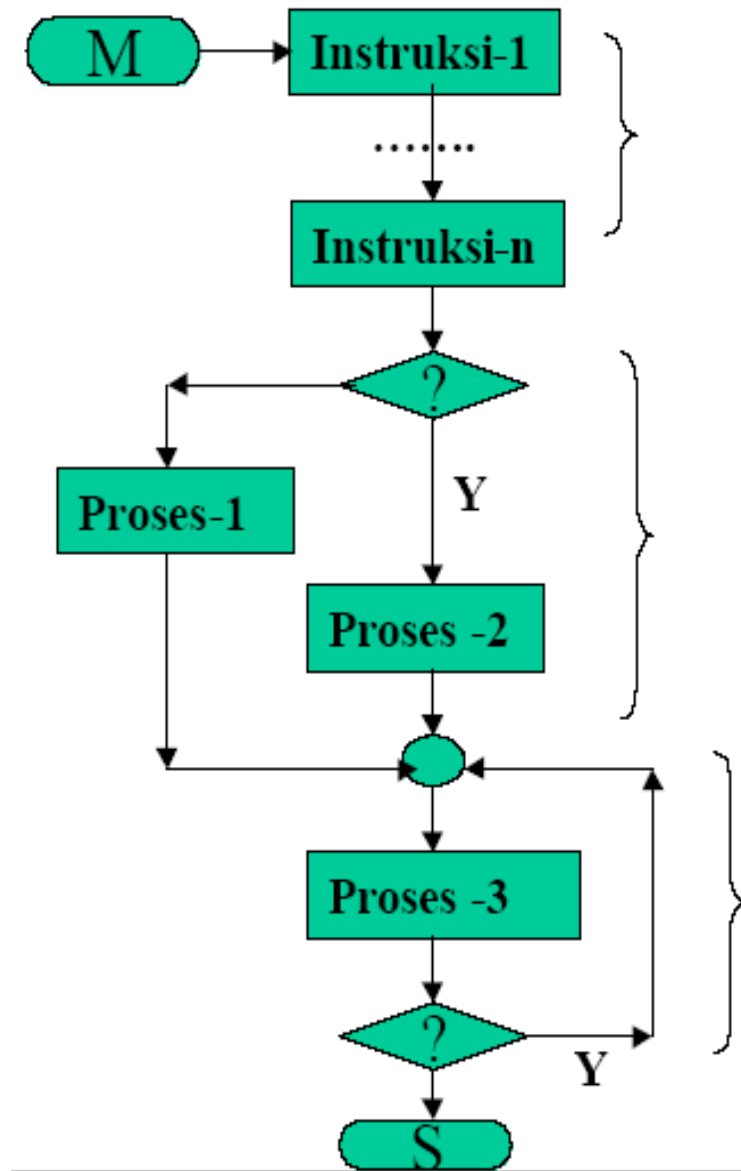 M
Instruksi-1
........
Instruksi-n
?
Proses-1
Y
Proses -2
Proses -3
?
Y
S